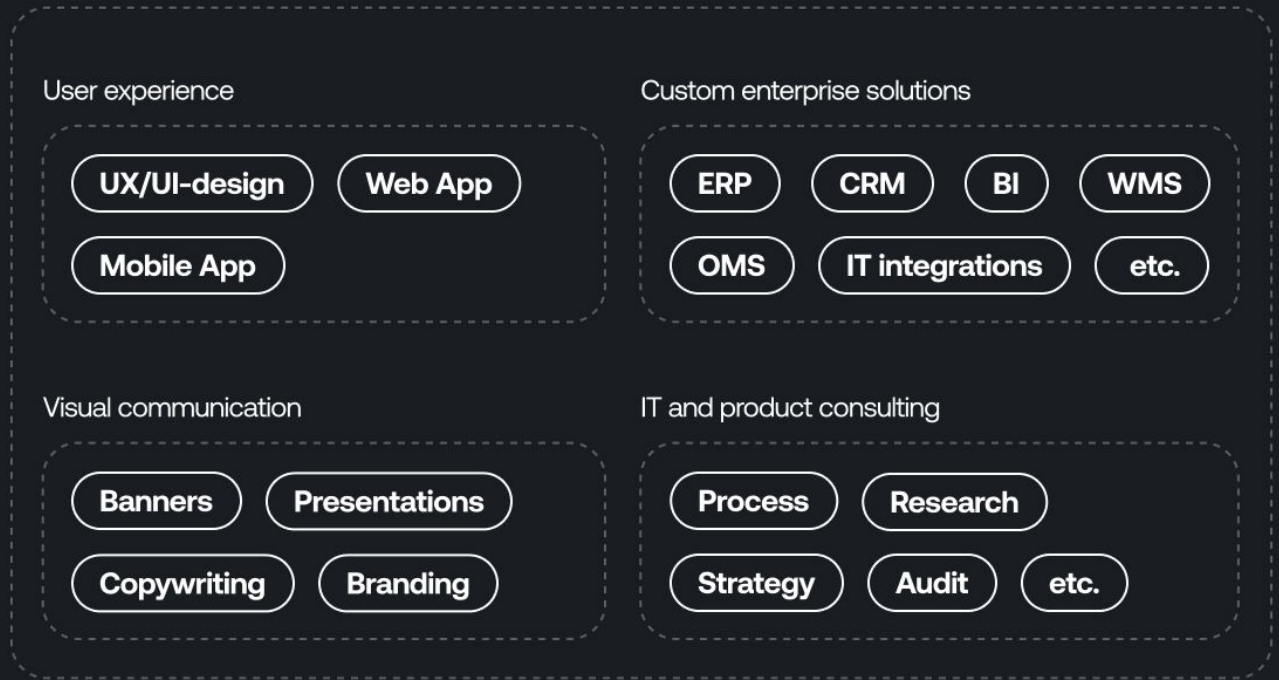 User experience
UX/UI-design Web App
Mobile App
Custom enterprise solutions
ERP CRM BI WMS
OMS IT integrations etc.
Visual communication
Banners Presentations
Copywriting Branding
IT and product consulting
Process Research
Strategy Audit etc.